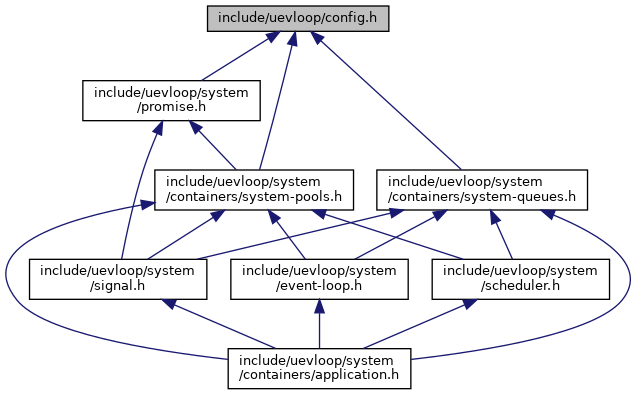 include/uevloop/config.h
include/uevloop/system
/promise.h
include/uevloop/system
/containers/system-pools.h
include/uevloop/system
/containers/system-queues.h
include/uevloop/system
/signal.h
include/uevloop/system
/event-loop.h
include/uevloop/system
/scheduler.h
include/uevloop/system
/containers/application.h